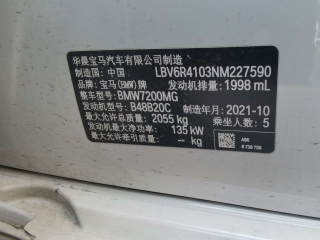 华晨宝马汽车有限公司制造
制造国：中国 LBV6R4103NM227590
品牌：宝马(BMW)牌 发动机排量：1998 mL
整车型号：BMW7200MG
发动机型号：B48B20C 制造年月：2021-10
最大允许总质量：2055 kg 乘坐人数：5
发动机最大净功率：135 kW
最大允许牵引质量：-- kg